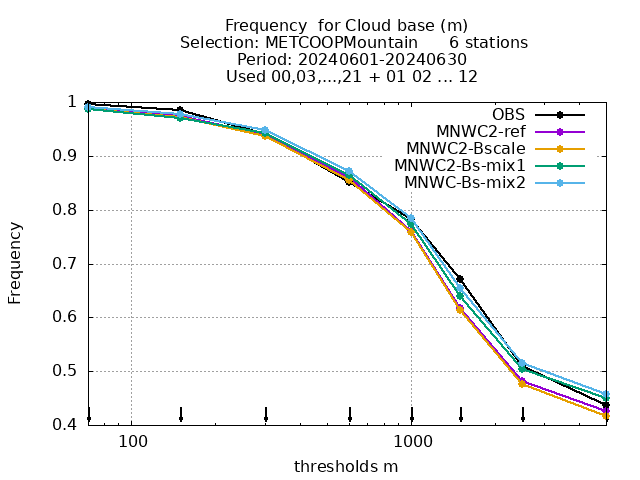 Frequency  for Cloud base (m)
Selection: METCOOPMountain      6 stations
Period: 20240601-20240630
Used 00,03,...,21 + 01 02 ... 12
OBS
MNWC2-ref
MNWC2-Bscale
MNWC2-Bs-mix1
MNWC-Bs-mix2
Frequency
1
0.9
0.8
0.7
0.6
0.5
0.4
100
1000
thresholds m